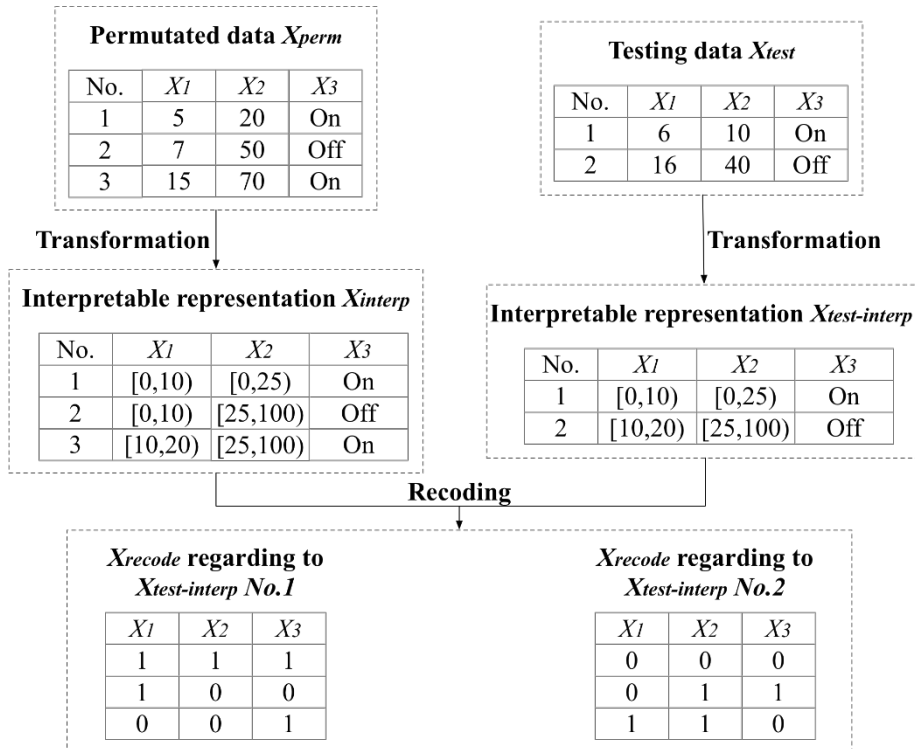 Permutated data Xperm
No. X1 X2 X3
1 5 20 On
2 7 50 Off
3 15 70 On
Testing data Xtest
No. X1 X2 X3
1 6 10 On
2 16 40 Off
Transformation
Transformation
Interpretable representation Xinterp
No. X1 X2 X3
1 [0,10) [0,25) On
2 [0,10) [25,100) Off
3 [10,20) [25,100) On
Interpretable representation Xtest-interp
No. X1 X2 X3
1 [0,10) [0,25) On
2 [10,20) [25,100) Off
Recoding
Xrecode regarding to
Xtest-interp No.1
X1 X2 X3
1 1 1
1 0 0
0 0 1
Xrecode regarding to
Xtest-interp No.2
X1 X2 X3
0 0 0
0 1 1
1 1 0